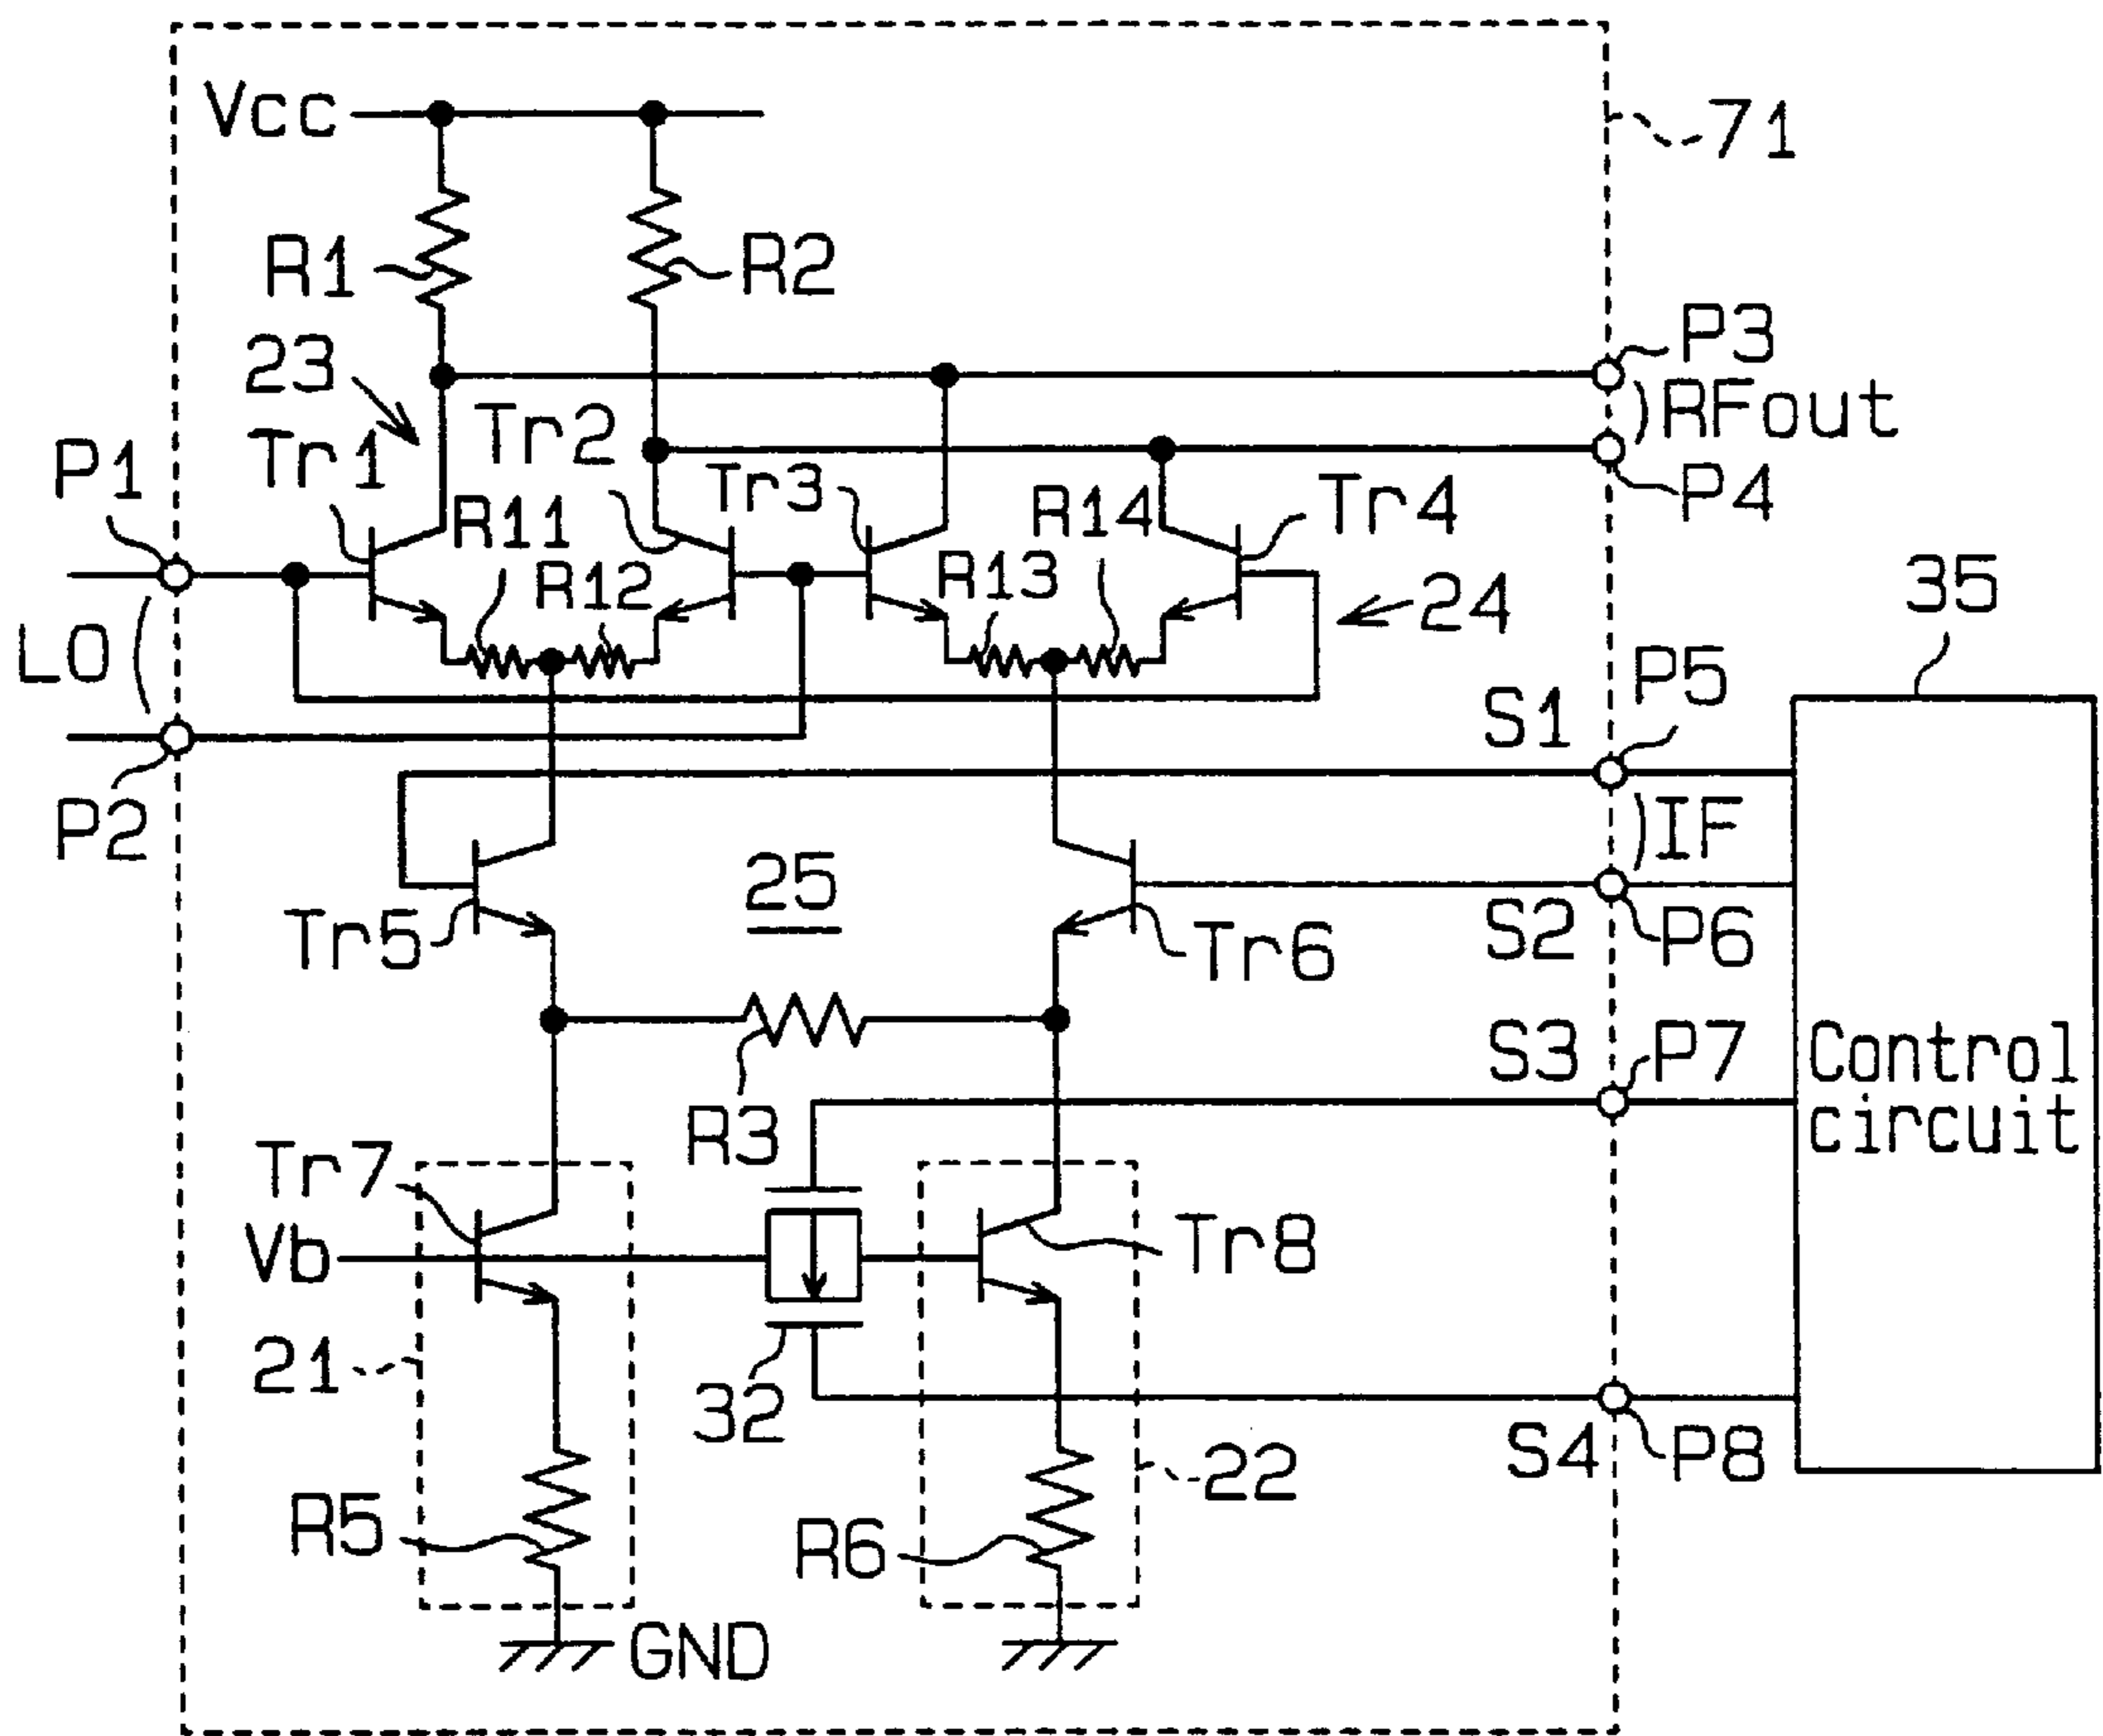 Vcc
71
R1
R2
P3
23
RFout
Tr2
Tr1
P1
Tr3
P4
R14
Tr4
R11
R13
R12
35
24
LO
P5
S1
P2
IF
25
Tr5
Tr6
S2
P6
S3
P7
Control
circuit
R3
Tr7
Vb
Tr8
21
32
S4
P8
22
R5
R6
GND